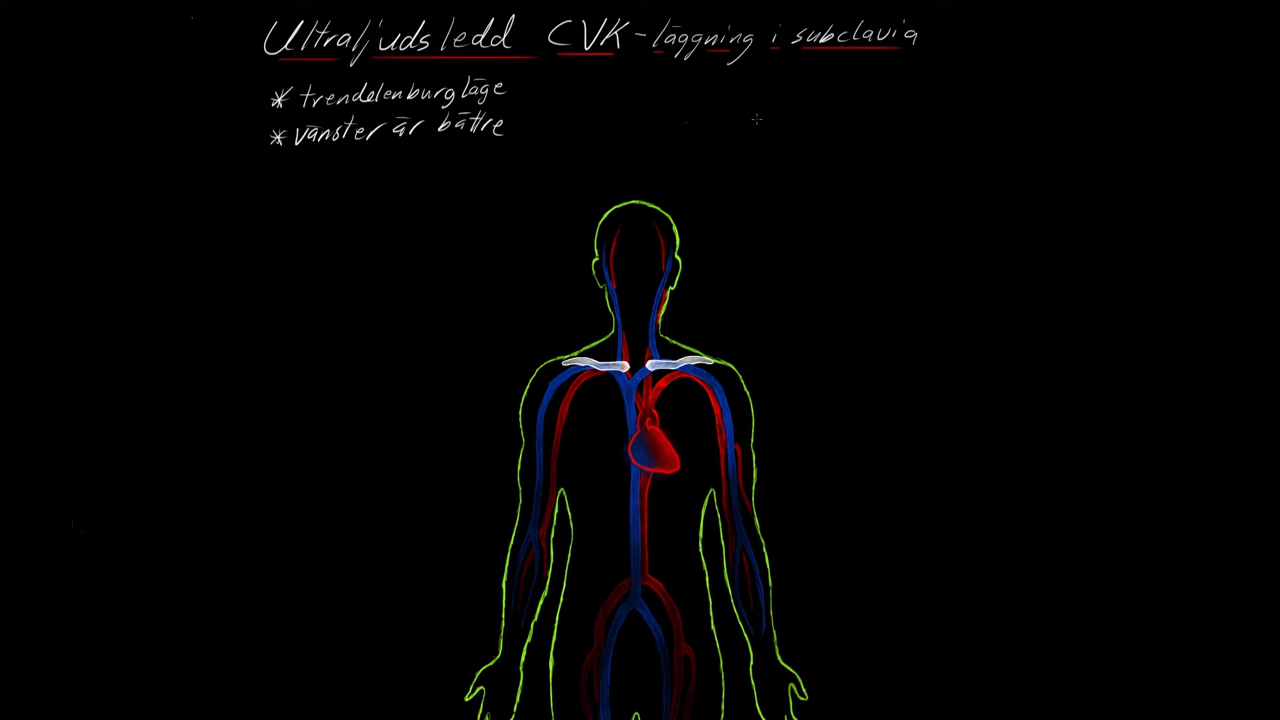 Ultraljudsledd CVK-läggning i subclavia
* trendelenburgläge
* vänster är bättre